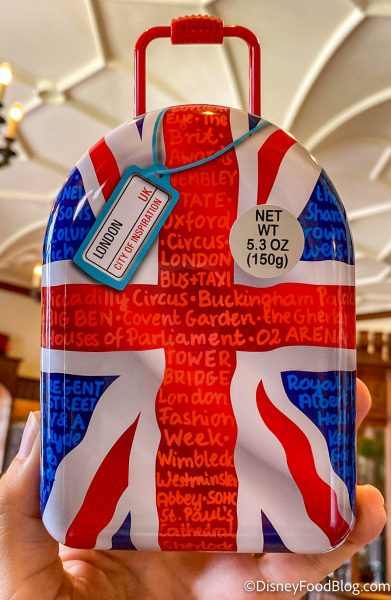 Eye · The
Brit ·
Awards
WEMBLEY
STATE
Oxford
Circus ·
LONDON
BUS + TAXI
Piccadilly Circus · Buckingham Palace
BIG BEN · Covent Garden · the Gherkin
Houses of Parliament · O2 ARENA
TOWER
BRIDGE
London
Fashion
Week ·
Wimbledon
Westminster
Abbey · SOHO
St. Paul's
Cathedral
LONDON UK
CITY OF INSPIRATION
NET
WT
5.3 OZ
(150g)
REGENT
STREET
V&A
Hyde
Royal
Albert
Hall
©DisneyFoodBlog.com